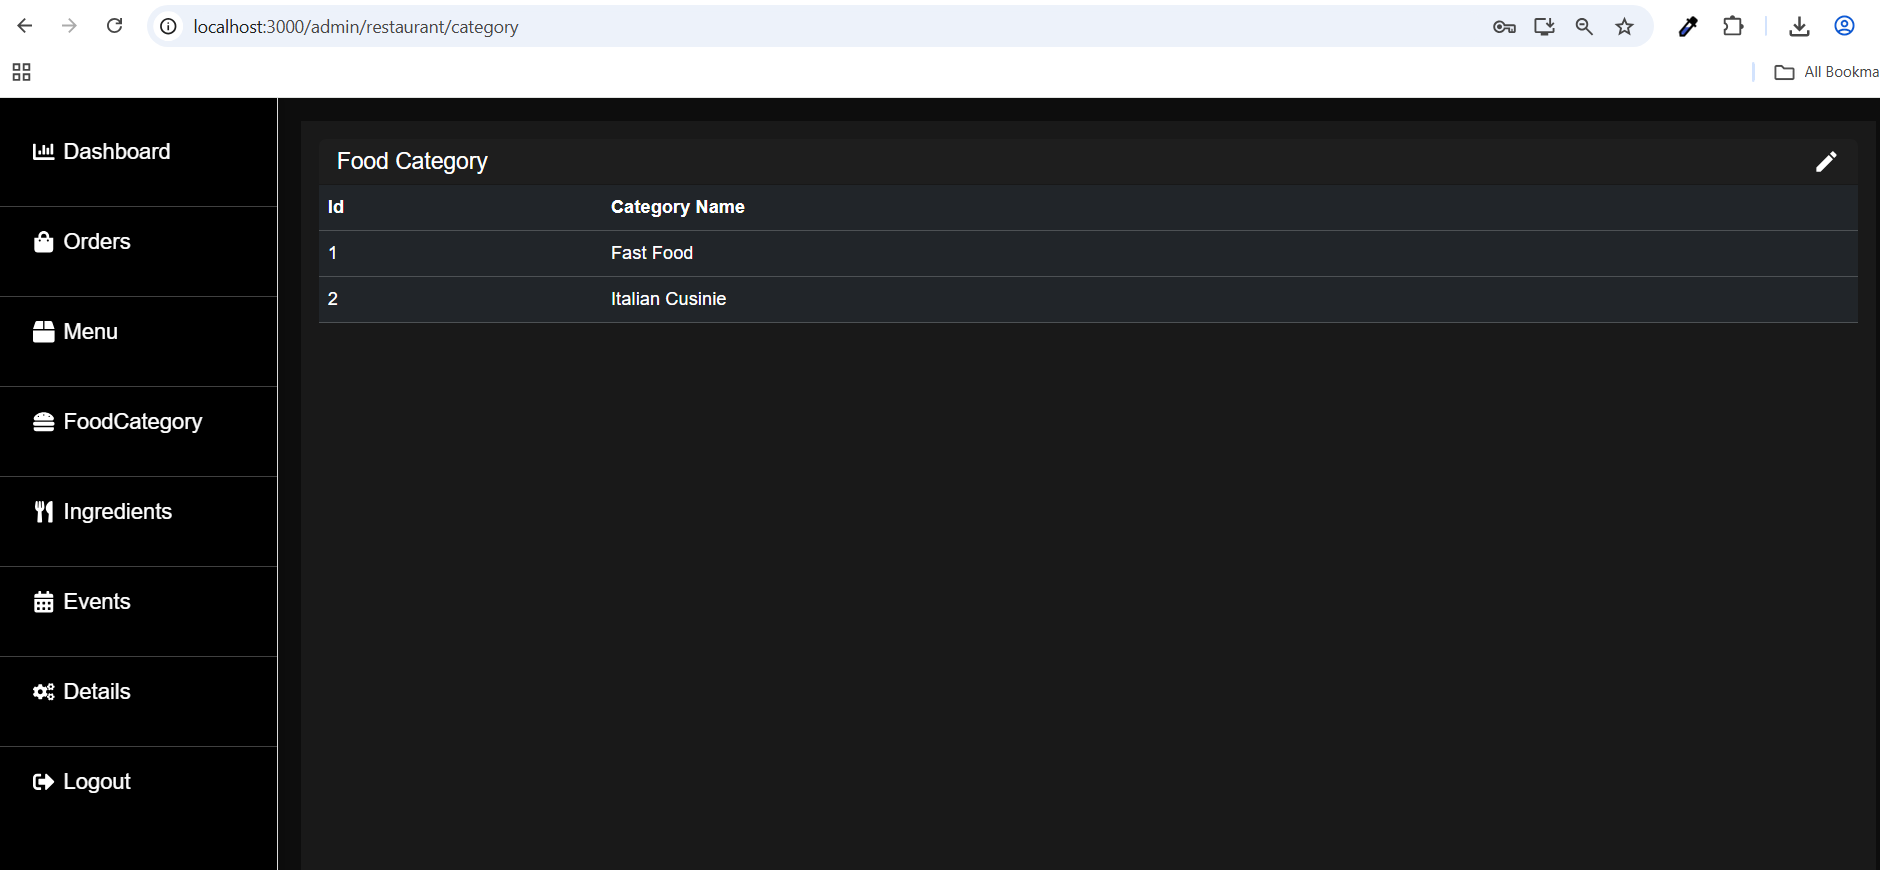 localhost:3000/admin/restaurant/category
All Bookma
Dashboard
Orders
Menu
FoodCategory
Ingredients
Events
Details
Logout
Food Category
Id Category Name
1 Fast Food
2 Italian Cusinie